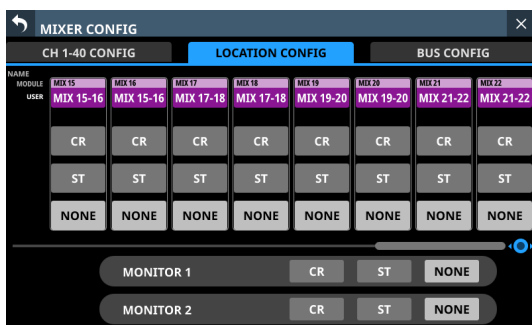 MIXER CONFIG
CH 1-40 CONFIG LOCATION CONFIG BUS CONFIG
NAME
MODULE MIX 15 MIX 16 MIX 17 MIX 18 MIX 19 MIX 20 MIX 21 MIX 22
USER MIX 15-16 MIX 15-16 MIX 17-18 MIX 17-18 MIX 19-20 MIX 19-20 MIX 21-22 MIX 21-22
CR CR CR CR CR CR CR CR
ST ST ST ST ST ST ST ST
NONE NONE NONE NONE NONE NONE NONE NONE
MONITOR 1 CR ST NONE
MONITOR 2 CR ST NONE